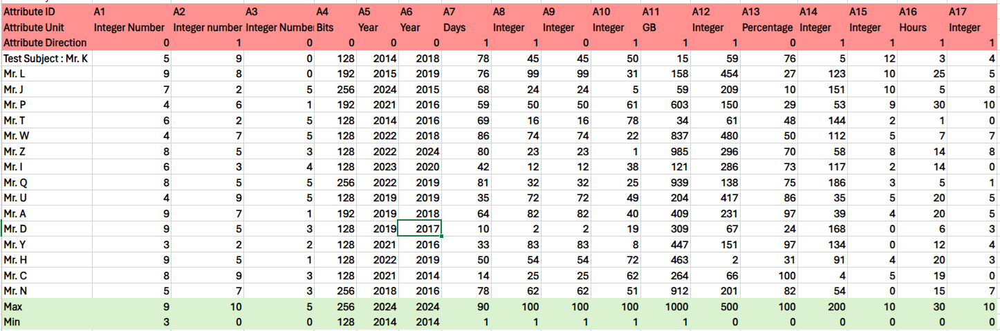 Attribute ID A1 A2 A3 A4 A5 A6 A7 A8 A9 A10 A11 A12 A13 A14 A15 A16 A17
Attribute Unit Integer Number Integer number Integer Numbe Bits Year Year Days Integer Integer Integer GB Integer Percentage Integer Integer Hours Integer
Attribute Direction 0 1 0 0 0 0 1 1 0 1 1 1 0 1 1 1 1
Test Subject : Mr. K 5 9 0 128 2014 2018 78 45 45 50 15 59 76 5 12 3 4
Mr. L 9 8 0 192 2015 2019 76 99 99 31 158 454 27 123 10 25 5
Mr. J 7 2 5 256 2024 2015 68 24 24 5 59 209 10 151 10 5 8
Mr. P 4 6 1 192 2021 2016 59 50 50 61 603 150 29 53 9 30 10
Mr. T 6 2 5 128 2014 2016 69 16 16 78 34 61 48 144 2 1 0
Mr. W 4 7 5 128 2022 2018 86 74 74 22 837 480 50 112 5 7 7
Mr. Z 8 5 3 128 2022 2024 80 23 23 1 985 296 70 58 8 14 8
Mr. I 6 3 4 128 2023 2020 42 12 12 38 121 286 73 117 2 14 0
Mr. Q 8 5 5 256 2022 2019 81 32 32 25 939 138 75 186 3 5 1
Mr. U 4 9 5 128 2019 2019 35 72 72 49 204 417 86 35 5 20 5
Mr. A 9 7 1 192 2019 2018 64 82 82 40 409 231 97 39 4 20 5
Mr. D 9 5 3 128 2019 2017 10 2 2 19 309 67 24 168 0 6 3
Mr. Y 3 2 2 128 2021 2016 33 83 83 8 447 151 97 134 0 12 4
Mr. H 9 5 1 128 2022 2019 50 54 54 72 463 2 31 91 4 20 3
Mr. C 8 9 3 128 2021 2014 14 25 25 62 264 66 100 4 5 19 0
Mr. N 5 7 3 256 2018 2016 78 62 62 51 912 201 82 54 0 15 7
Max 9 10 5 256 2024 2024 90 100 100 100 1000 500 100 200 10 30 10
Min 3 0 0 128 2014 2014 1 1 1 1 1 0 0 0 0 0 0